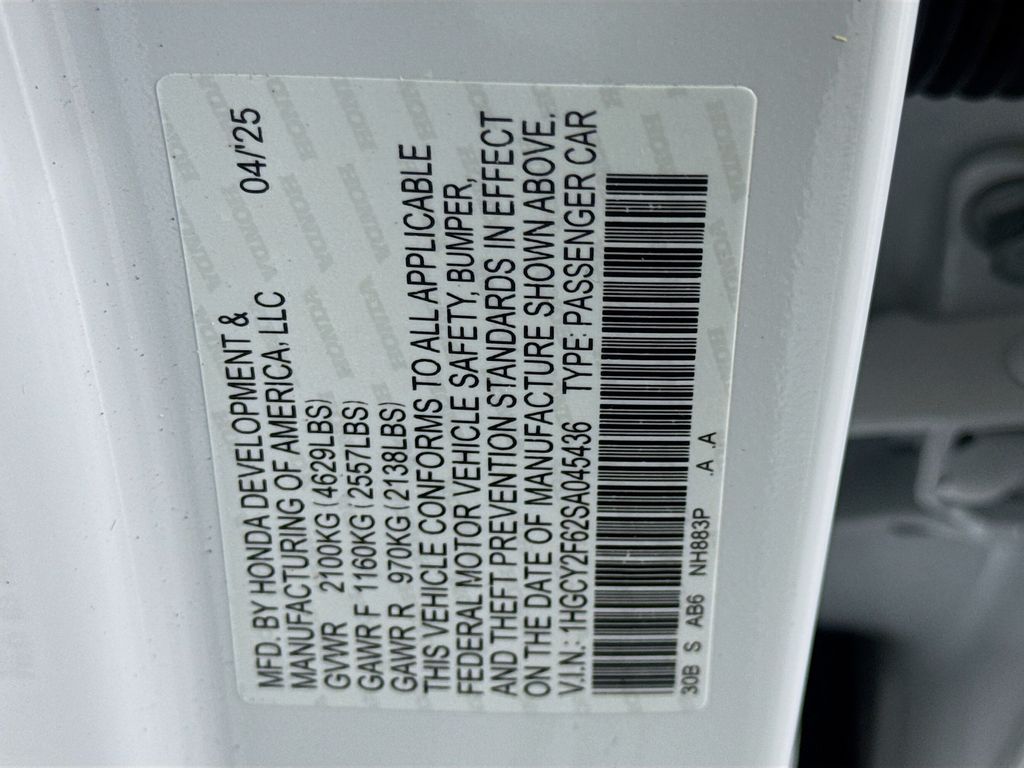 MFD. BY HONDA DEVELOPMENT & 04/'25
MANUFACTURING OF AMERICA, LLC
GVWR 2100KG (4629LBS)
GAWR F 1160KG (2557LBS)
GAWR R 970KG (2138LBS)
THIS VEHICLE CONFORMS TO ALL APPLICABLE
FEDERAL MOTOR VEHICLE SAFETY, BUMPER,
AND THEFT PREVENTION STANDARDS IN EFFECT
ON THE DATE OF MANUFACTURE SHOWN ABOVE.
V.I.N.: 1HGCY2F62SA045436 TYPE: PASSENGER CAR
30B S AB6 NH883P .A .A